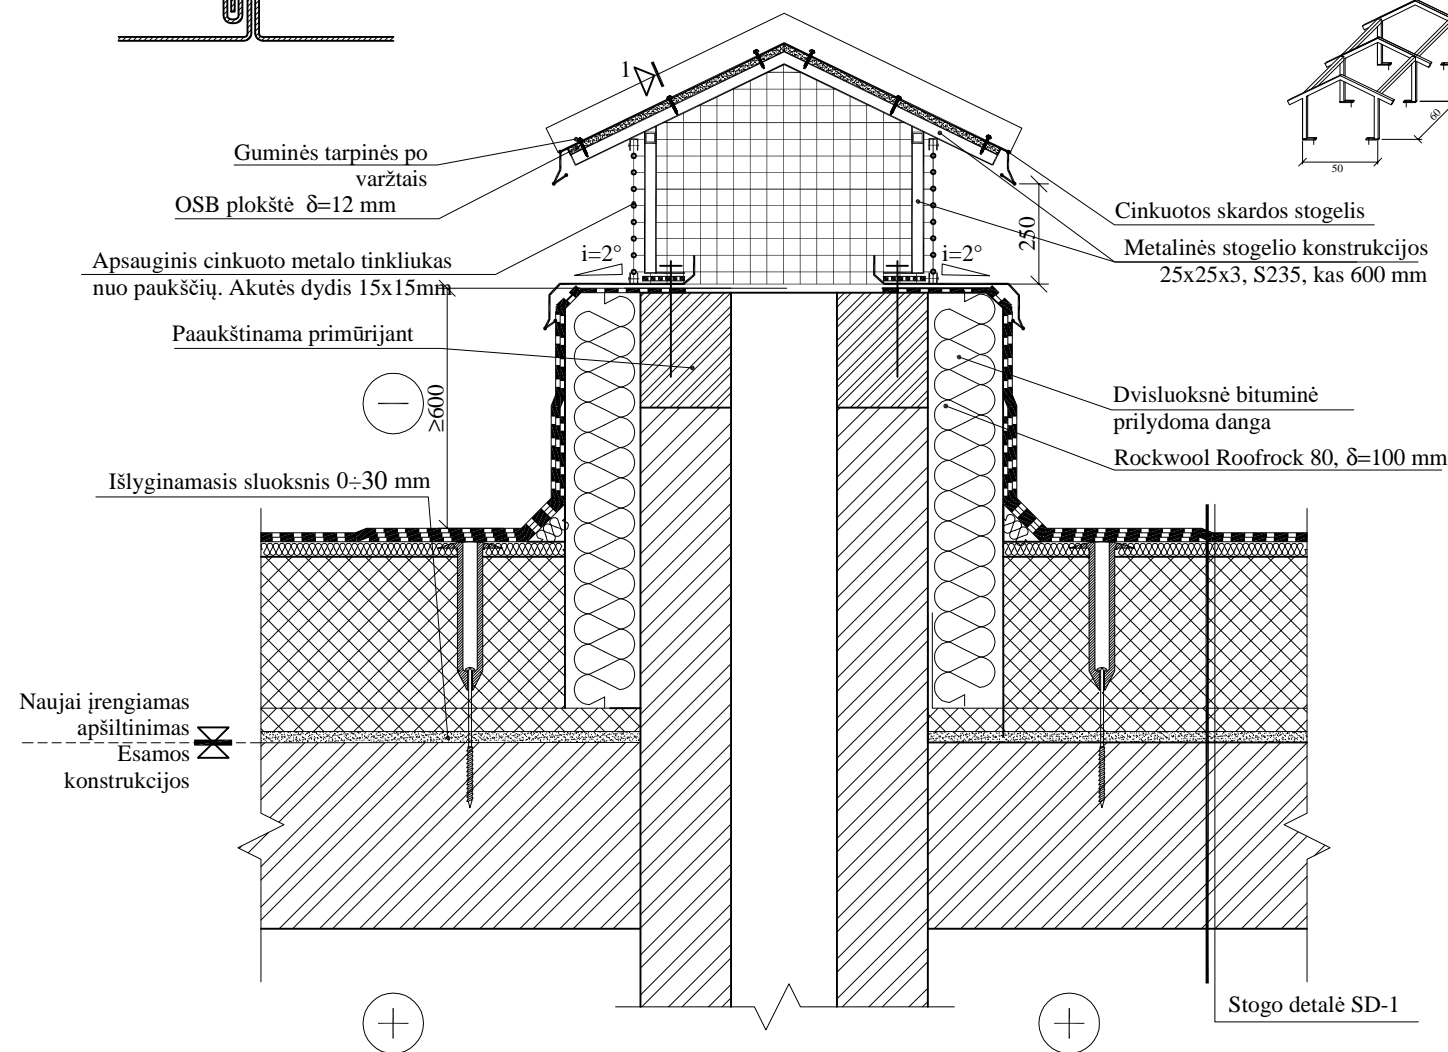 1
60
50
Guminės tarpinės po
varžtais
OSB plokštė δ=12 mm
Cinkuotos skardos stogelis
250
Metalinės stogelio konstrukcijos
25x25x3, S235, kas 600 mm
i=2°
i=2°
Apsauginis cinkuoto metalo tinkliukas
nuo paukščių. Akutės dydis 15x15mm
Paaukštinama primūrijant
≥600
Dvisluoksnė bituminė
prilydoma danga
Rockwool Roofrock 80, δ=100 mm
Išlyginamasis sluoksnis 0÷30 mm
Naujai įrengiamas
apšiltinimas
Esamos
konstrukcijos
Stogo detalė SD-1